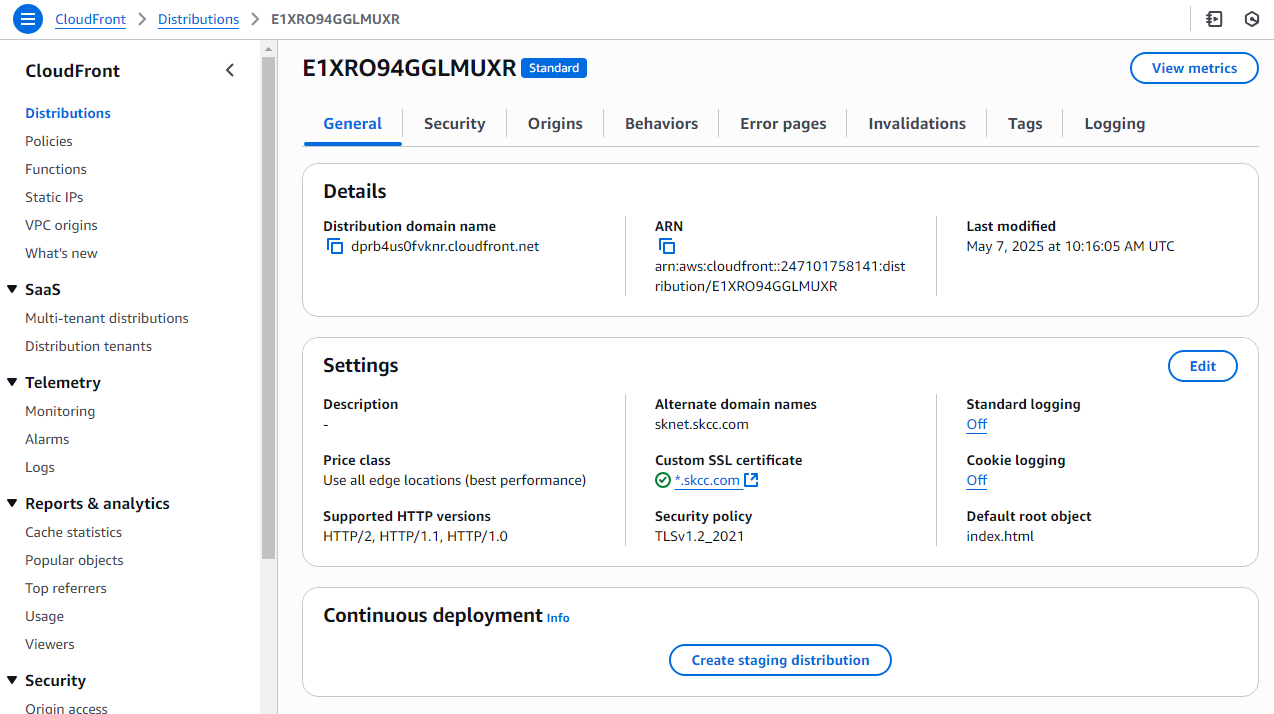 CloudFront > Distributions > E1XRO94GGLMUXR
CloudFront
Distributions
Policies
Functions
Static IPs
VPC origins
What's new
SaaS
Multi-tenant distributions
Distribution tenants
Telemetry
Monitoring
Alarms
Logs
Reports & analytics
Cache statistics
Popular objects
Top referrers
Usage
Viewers
Security
Origin access
E1XRO94GGLMUXR Standard
View metrics
General Security Origins Behaviors Error pages Invalidations Tags Logging
Details
Distribution domain name
dprb4us0fvknr.cloudfront.net
ARN
arn:aws:cloudfront::247101758141:dist
ribution/E1XRO94GGLMUXR
Last modified
May 7, 2025 at 10:16:05 AM UTC
Settings
Edit
Description
-
Price class
Use all edge locations (best performance)
Supported HTTP versions
HTTP/2, HTTP/1.1, HTTP/1.0
Alternate domain names
sknet.skcc.com
Custom SSL certificate
*.skcc.com
Security policy
TLSv1.2_2021
Standard logging
Off
Cookie logging
Off
Default root object
index.html
Continuous deployment Info
Create staging distribution